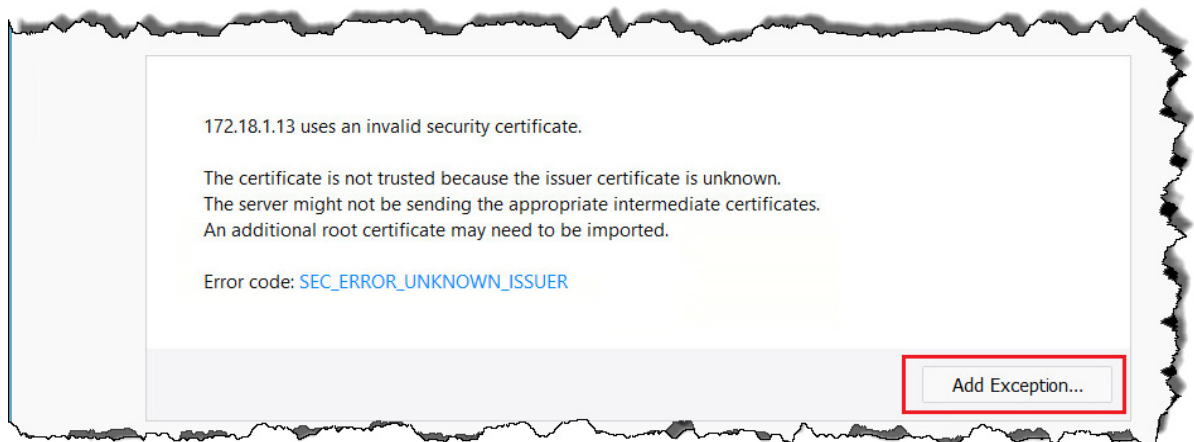 172.18.1.13 uses an invalid security certificate.
The certificate is not trusted because the issuer certificate is unknown.
The server might not be sending the appropriate intermediate certificates.
An additional root certificate may need to be imported.
Error code: SEC_ERROR_UNKNOWN_ISSUER
Add Exception...